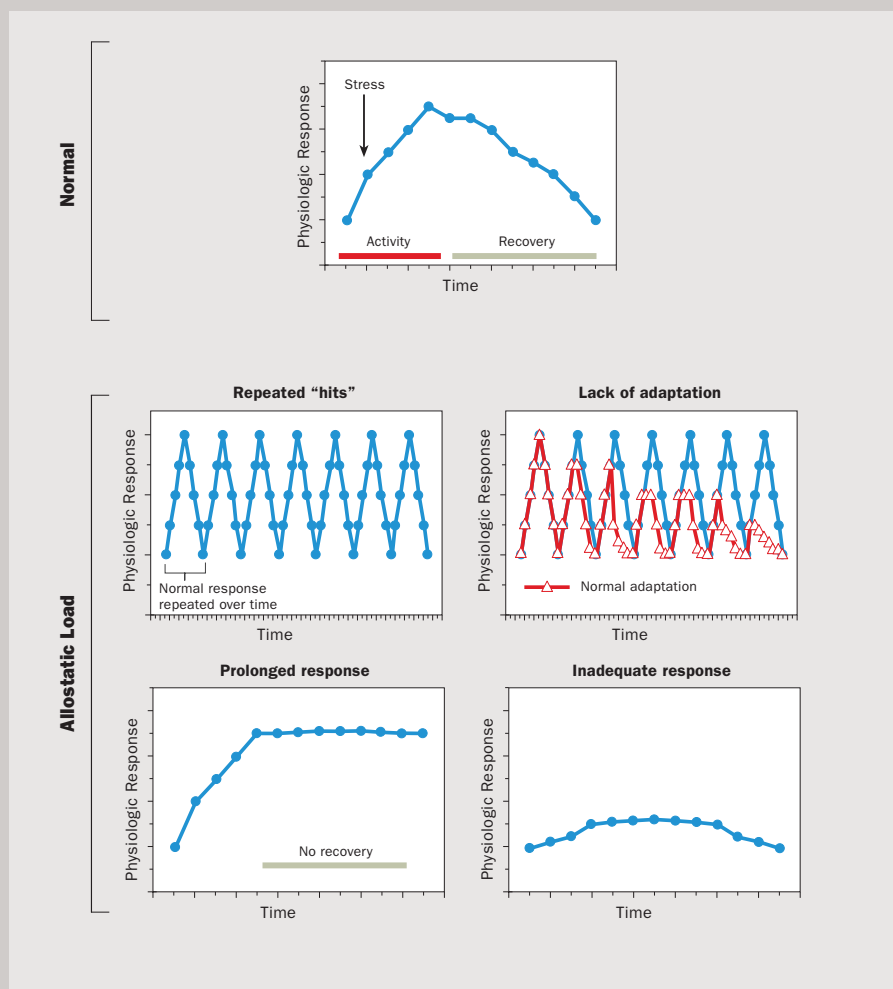 Normal
Physiologic Response
Stress
Activity
Recovery
Time
Allostatic Load
Repeated “hits”
Physiologic Response
Normal response
repeated over time
Time
Lack of adaptation
Physiologic Response
Normal adaptation
Time
Prolonged response
Physiologic Response
No recovery
Time
Inadequate response
Physiologic Response
Time